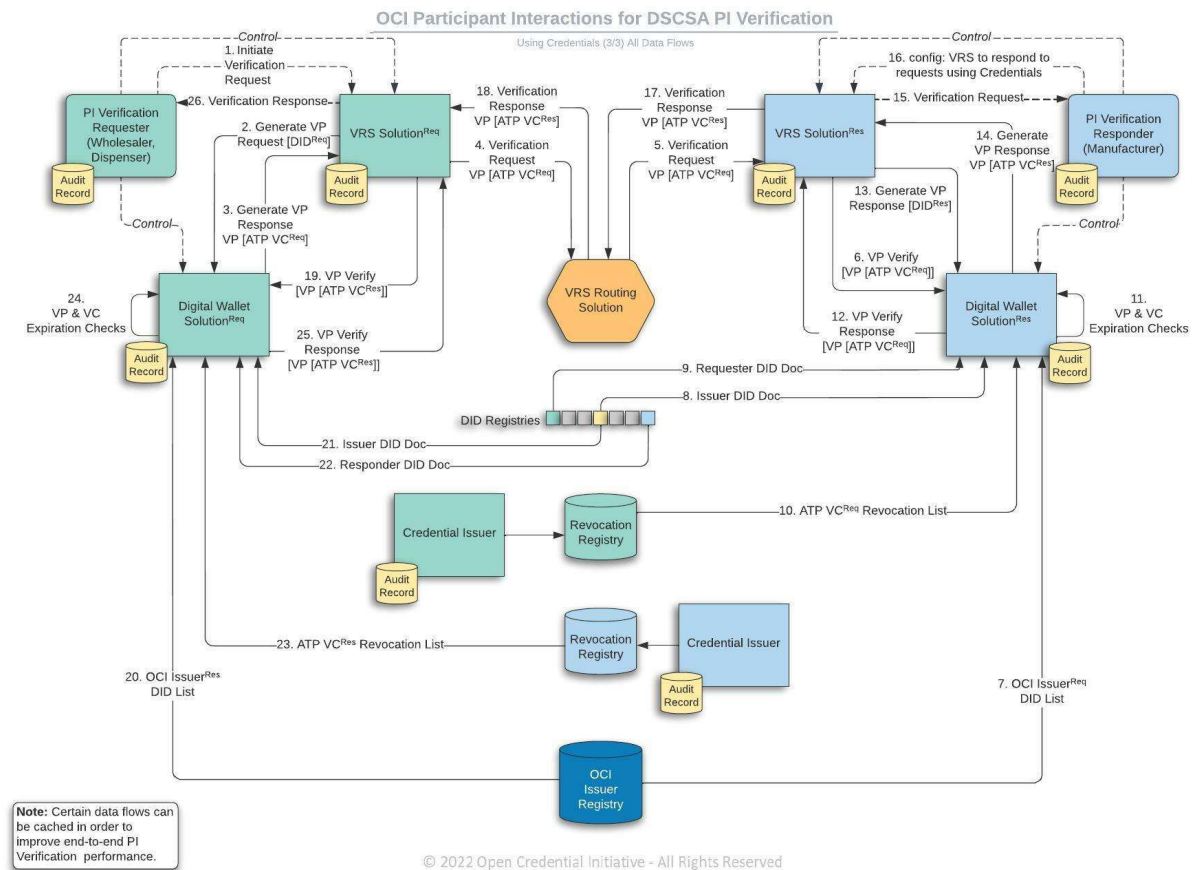 OCI Participant Interactions for DSCSA PI Verification
Using Credentials (3/3) All Data Flows
Control
1. Initiate
Verification
Request
26. Verification Response
PI Verification
Requester
(Wholesaler,
Dispenser)
Audit
Record
VRS Solution^Req
Audit
Record
2. Generate VP
Request [DID^Req]
3. Generate VP
Response
VP [ATP VC^Req]
Control
18. Verification
Response
VP [ATP VC^Res]
4. Verification
Request
VP [ATP VC^Req]
17. Verification
Response
VP [ATP VC^Res]
5. Verification
Request
VP [ATP VC^Req]
Control
16. config: VRS to respond to
requests using Credentials
15. Verification Request
VRS Solution^Res
Audit
Record
PI Verification
Responder
(Manufacturer)
Audit
Record
14. Generate
VP Response
VP [ATP VC^Res]
13. Generate VP
Response [DID^Res]
Control
6. VP Verify
[VP [ATP VC^Req]]
12. VP Verify
Response
[VP [ATP VC^Req]]
19. VP Verify
[VP [ATP VC^Res]]
25. VP Verify
Response
[VP [ATP VC^Res]]
24.
VP & VC
Expiration Checks
Digital Wallet
Solution^Req
Audit
Record
VRS Routing
Solution
Digital Wallet
Solution^Res
Audit
Record
11.
VP & VC
Expiration Checks
9. Requester DID Doc
8. Issuer DID Doc
DID Registries
21. Issuer DID Doc
22. Responder DID Doc
Credential Issuer
Audit
Record
Revocation
Registry
10. ATP VC^Req Revocation List
23. ATP VC^Res Revocation List
Revocation
Registry
Credential Issuer
Audit
Record
20. OCI Issuer^Res
DID List
7. OCI Issuer^Req
DID List
OCI
Issuer
Registry
Note: Certain data flows can
be cached in order to
improve end-to-end PI
Verification performance.
© 2022 Open Credential Initiative - All Rights Reserved